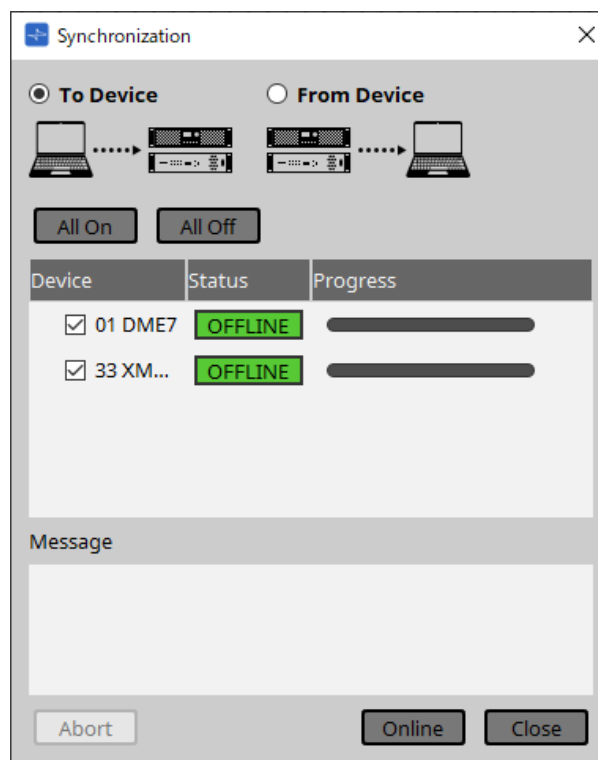 Synchronization
To Device From Device
All On All Off
Device Status Progress
01 DME7 OFFLINE
33 XM... OFFLINE
Message
Abort Online Close